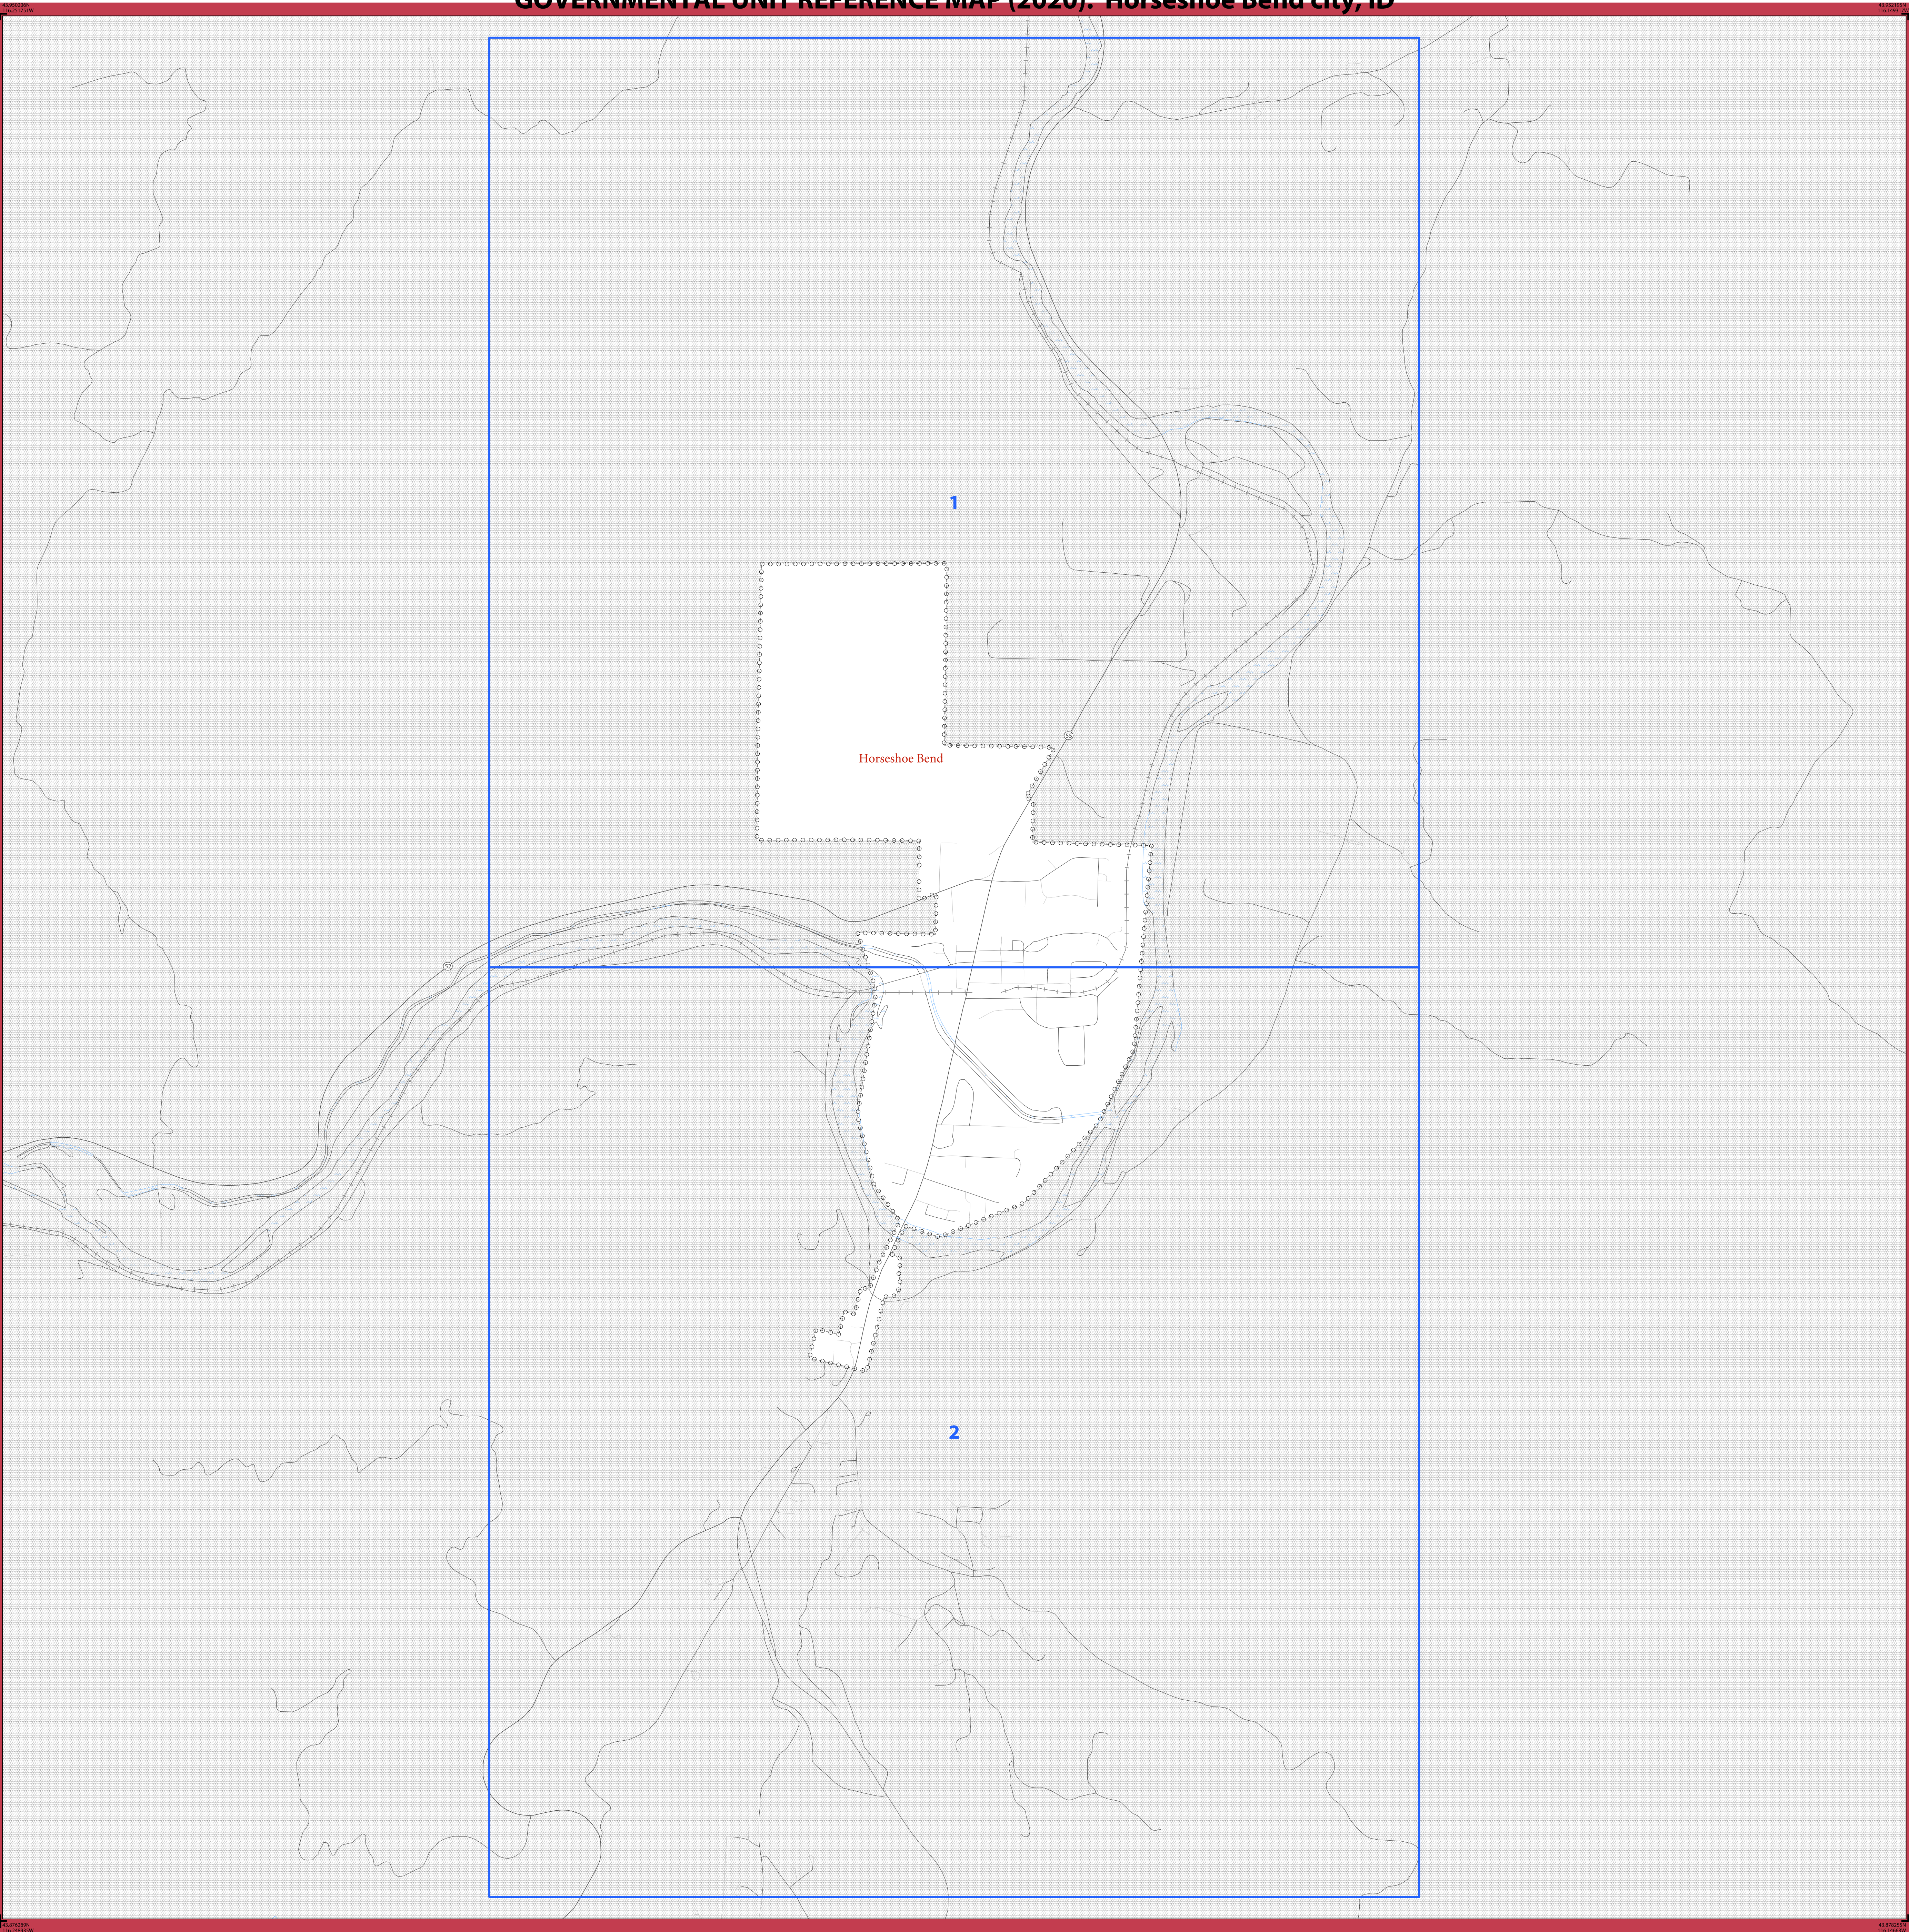 GOVERNMENTAL UNIT REFERENCE MAP (2020): Horseshoe Bend city, ID
1
55
Horseshoe Bend
52
2